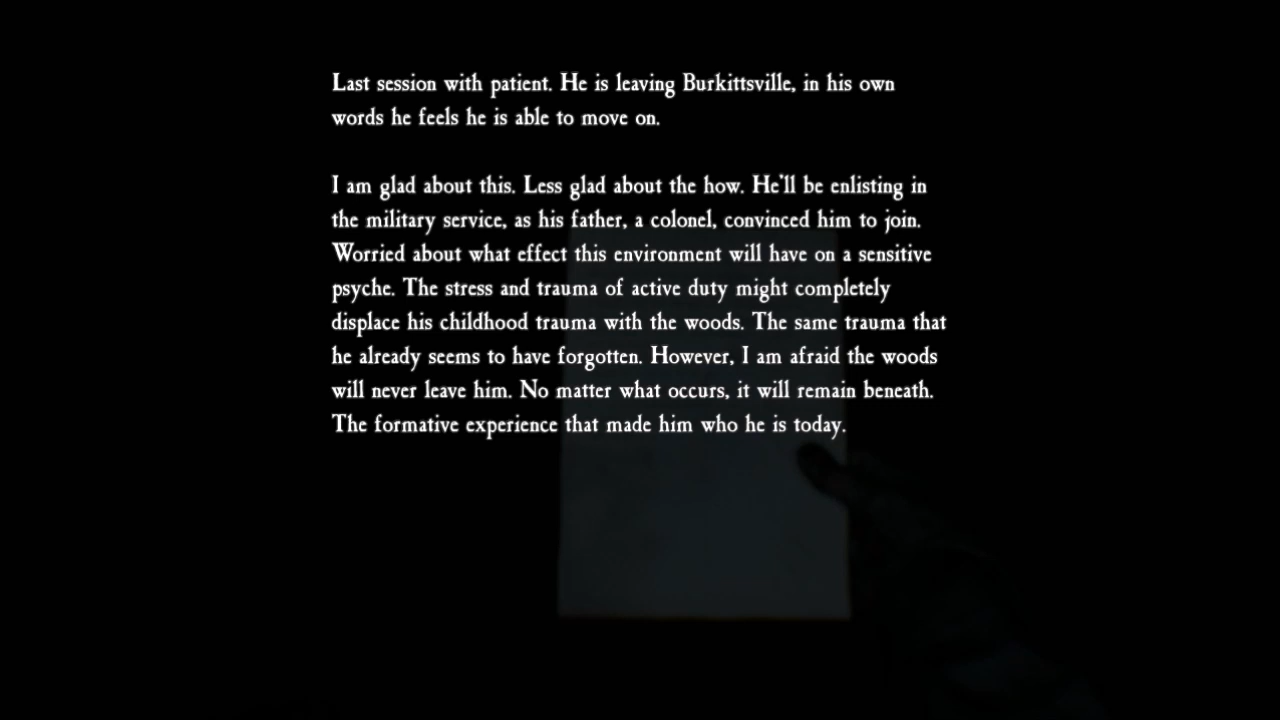 Last session with patient. He is leaving Burkittsville, in his own
words he feels he is able to move on.
I am glad about this. Less glad about the how. He'll be enlisting in
the military service, as his father, a colonel, convinced him to join.
Worried about what effect this environment will have on a sensitive
psyche. The stress and trauma of active duty might completely
displace his childhood trauma with the woods. The same trauma that
he already seems to have forgotten. However, I am afraid the woods
will never leave him. No matter what occurs, it will remain beneath.
The formative experience that made him who he is today.